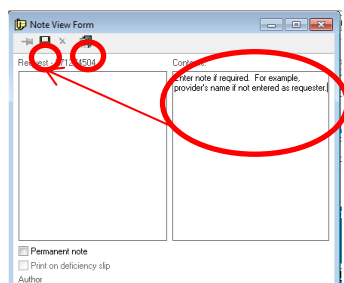 Note View Form
Contents:
Enter note if required.  For example,
provider's name if not entered as requester.
Permanent note
Print on deficiency slip
Author